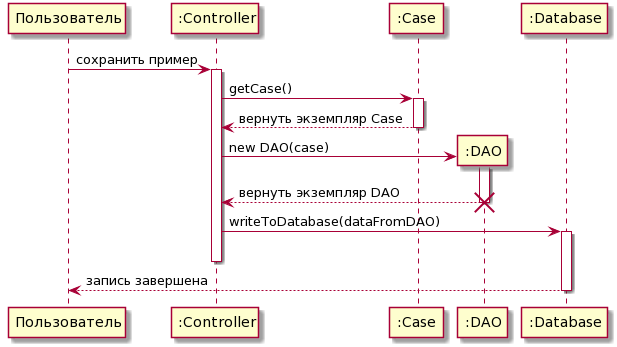 Пользователь :Controller :Case :Database
сохранить пример
getCase()
вернуть экземпляр Case
new DAO(case)
:DAO
вернуть экземпляр DAO
writeToDatabase(dataFromDAO)
запись завершена
Пользователь :Controller :Case :DAO :Database